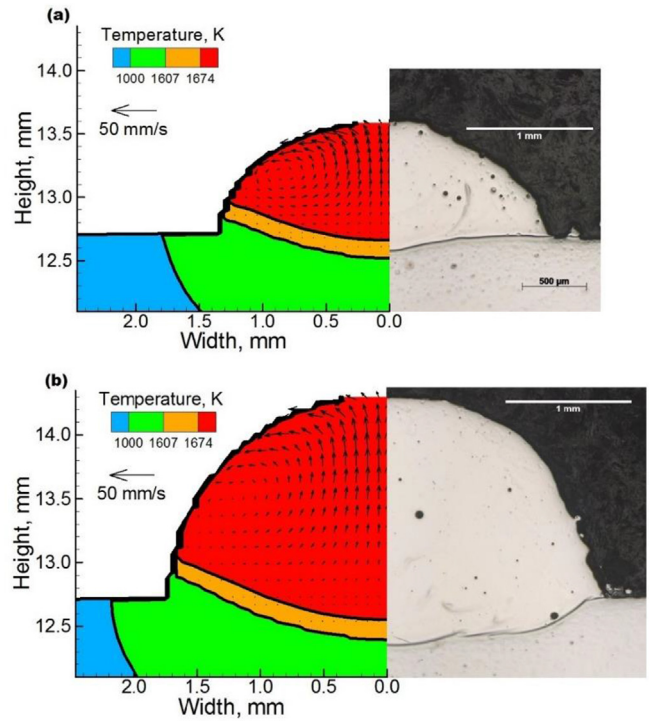 (a)
Temperature, K
1000 1607 1674
50 mm/s
14.0
13.5
13.0
12.5
Height, mm
2.0 1.5 1.0 0.5 0.0
Width, mm
1 mm
500 µm
(b)
Temperature, K
1000 1607 1674
50 mm/s
14.0
13.5
13.0
12.5
Height, mm
2.0 1.5 1.0 0.5 0.0
Width, mm
1 mm